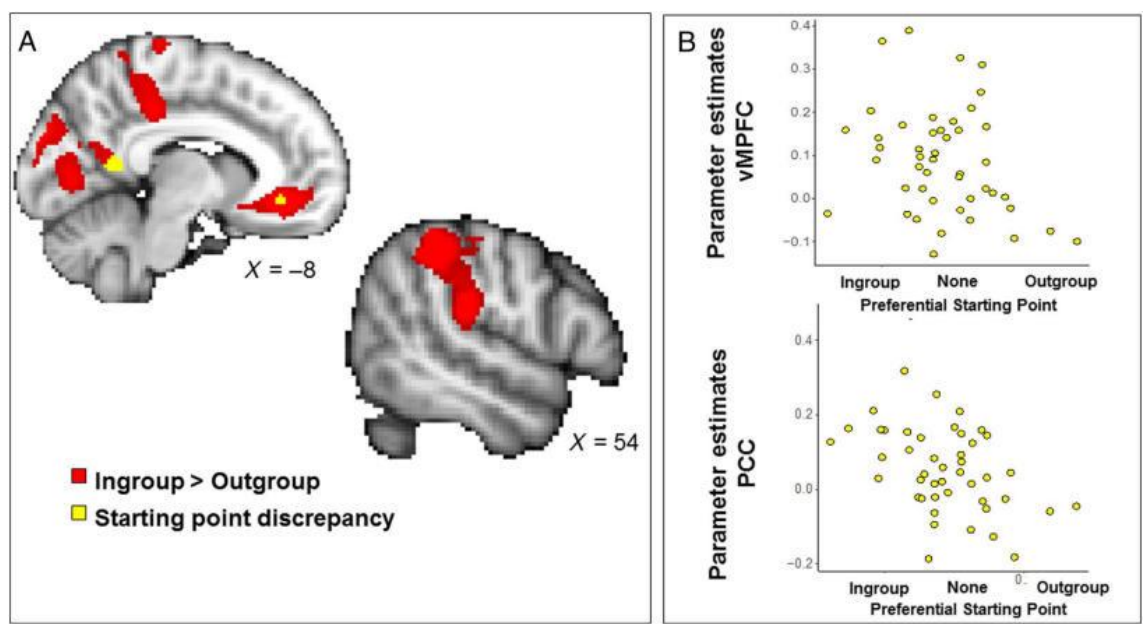 A
X = –8
X = 54
Ingroup > Outgroup
Starting point discrepancy
B
Parameter estimates
vMPFC
0.4
0.3
0.2
0.1
0.0
−0.1
Ingroup None Outgroup
Preferential Starting Point
Parameter estimates
PCC
0.4
0.2
0.0
−0.2
0.
Ingroup None Outgroup
Preferential Starting Point